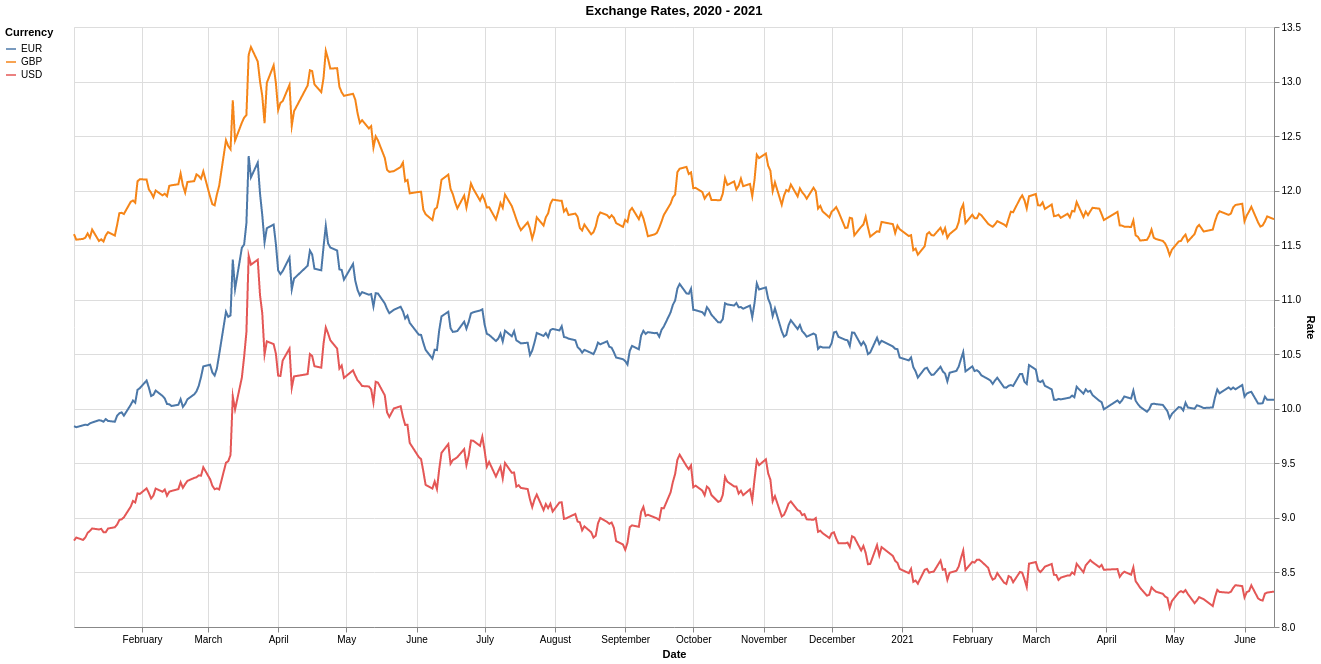 Exchange Rates, 2020 - 2021
Currency
EUR
GBP
USD
13.5
13.0
12.5
12.0
11.5
11.0
10.5
10.0
9.5
9.0
8.5
8.0
Rate
February March April May June July August September October November December 2021 February March April May June
Date